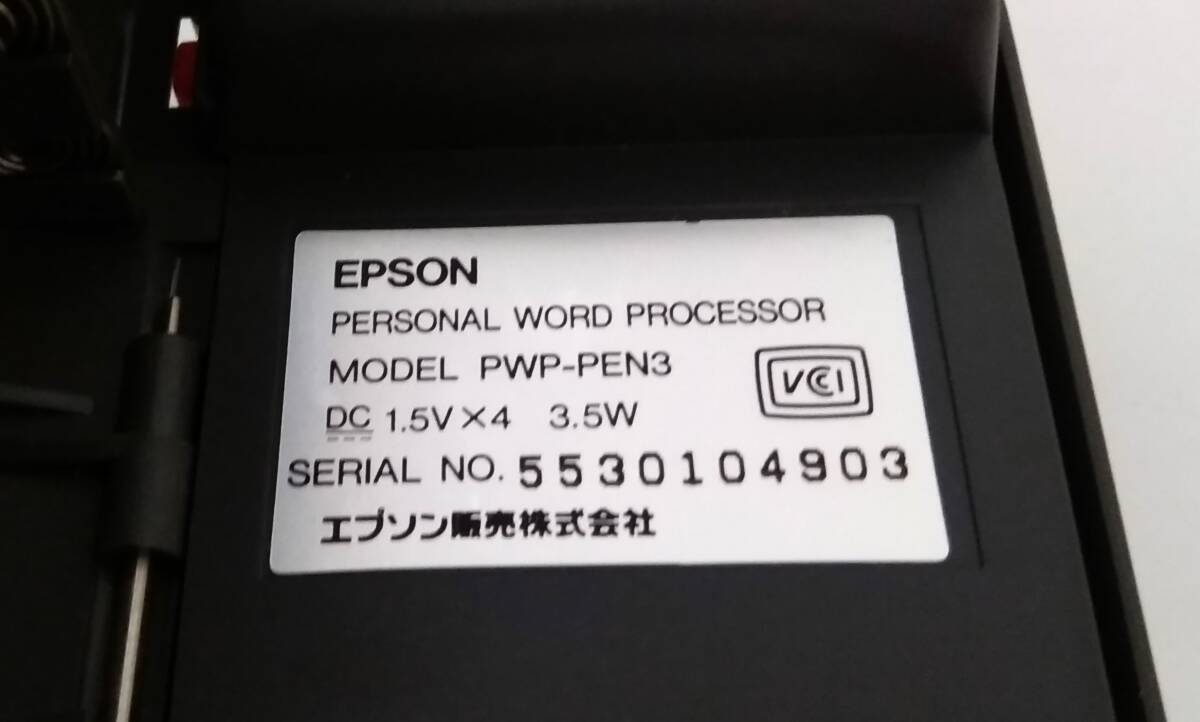 EPSON
PERSONAL WORD PROCESSOR
MODEL PWP-PEN3
VCCI
DC 1.5V×4 3.5W
SERIAL NO. 5530104903
エプソン販売株式会社